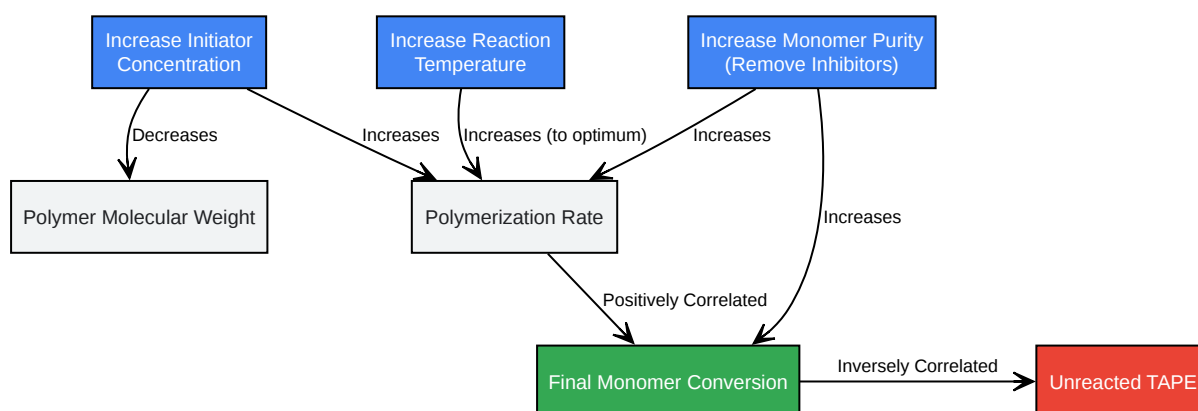 Increase Initiator
Concentration
Increase Reaction
Temperature
Increase Monomer Purity
(Remove Inhibitors)
Decreases
Increases
Increases (to optimum)
Increases
Polymer Molecular Weight
Polymerization Rate
Increases
Positively Correlated
Final Monomer Conversion
Inversely Correlated
Unreacted TAPE